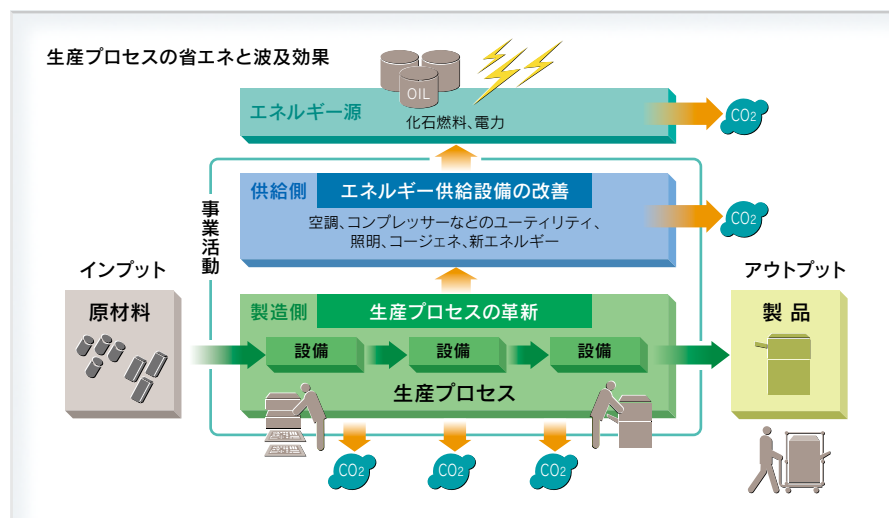 生産プロセスの省エネと波及効果
OIL
エネルギー源
化石燃料、電力
CO2
事業活動
供給側
エネルギー供給設備の改善
空調、コンプレッサーなどのユーティリティ、
照明、コージェネ、新エネルギー
CO2
インプット
原材料
製造側
生産プロセスの革新
設備
設備
設備
生産プロセス
アウトプット
製品
CO2
CO2
CO2